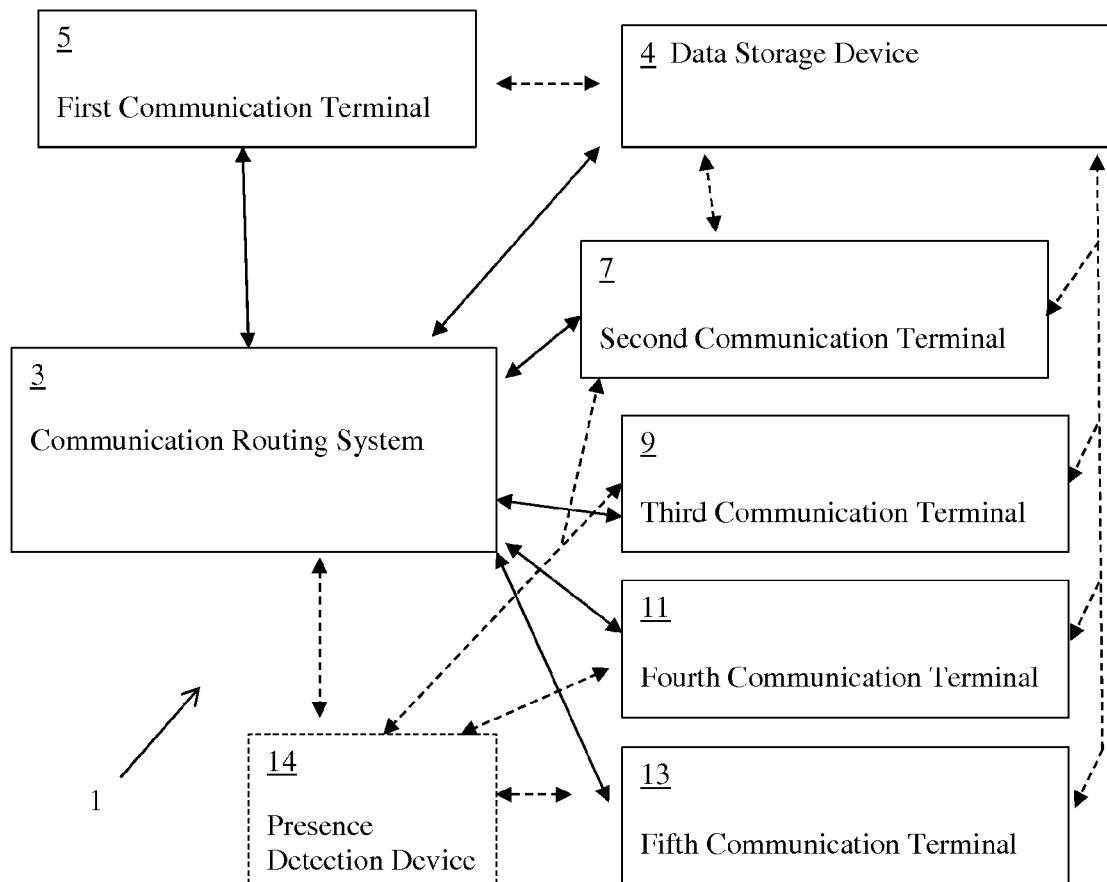 5
First Communication Terminal
4 Data Storage Device
7
Second Communication Terminal
3
Communication Routing System
9
Third Communication Terminal
11
Fourth Communication Terminal
1
14
Presence
Detection Device
13
Fifth Communication Terminal